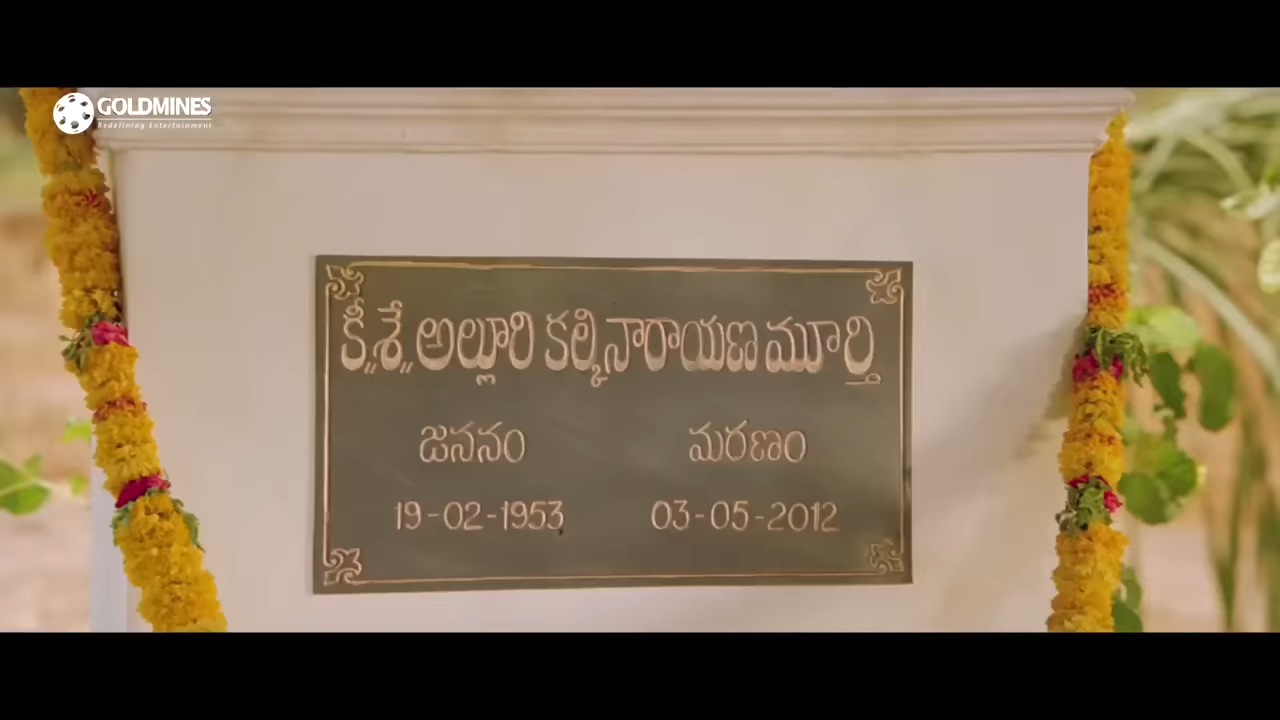 GOLDMINES
Redefining Entertainment
కీ,,శే,, అల్లూరి కల్కినారాయణ మూర్తి
జననం మరణం
19-02-1953 03-05-2012